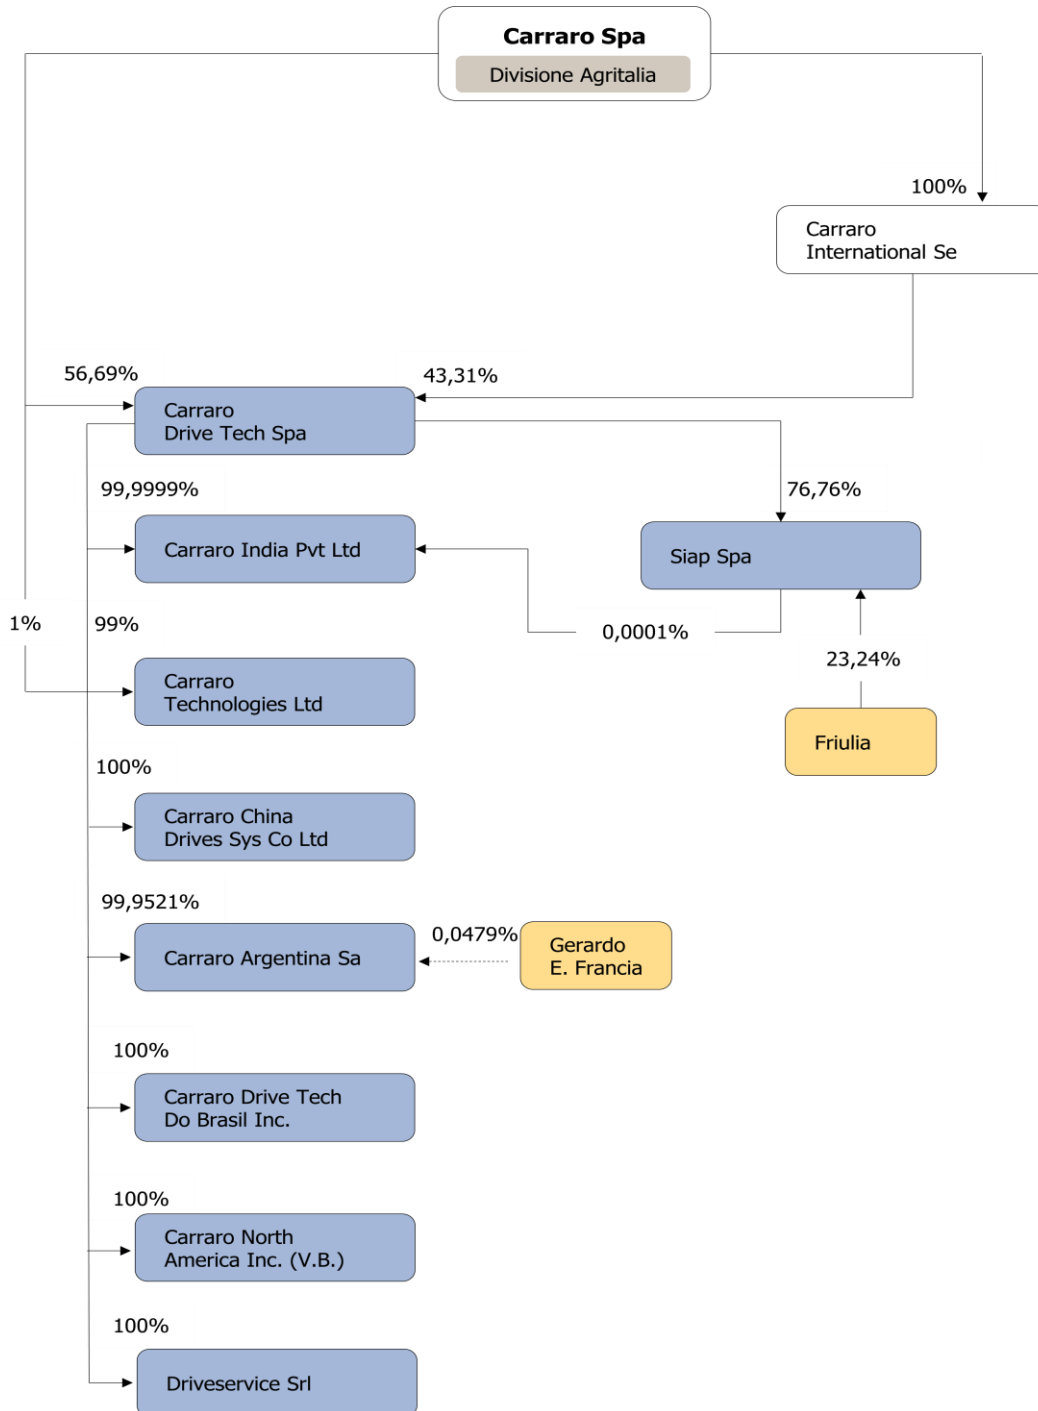 Carraro Spa
Divisione Agritalia
100%
Carraro
International Se
56,69%
43,31%
Carraro
Drive Tech Spa
99,9999%
76,76%
Carraro India Pvt Ltd
Siap Spa
1%
99%
0,0001%
23,24%
Carraro
Technologies Ltd
Friulia
100%
Carraro China
Drives Sys Co Ltd
99,9521%
0,0479%
Carraro Argentina Sa
Gerardo
E. Francia
100%
Carraro Drive Tech
Do Brasil Inc.
100%
Carraro North
America Inc. (V.B.)
100%
Driveservice Srl